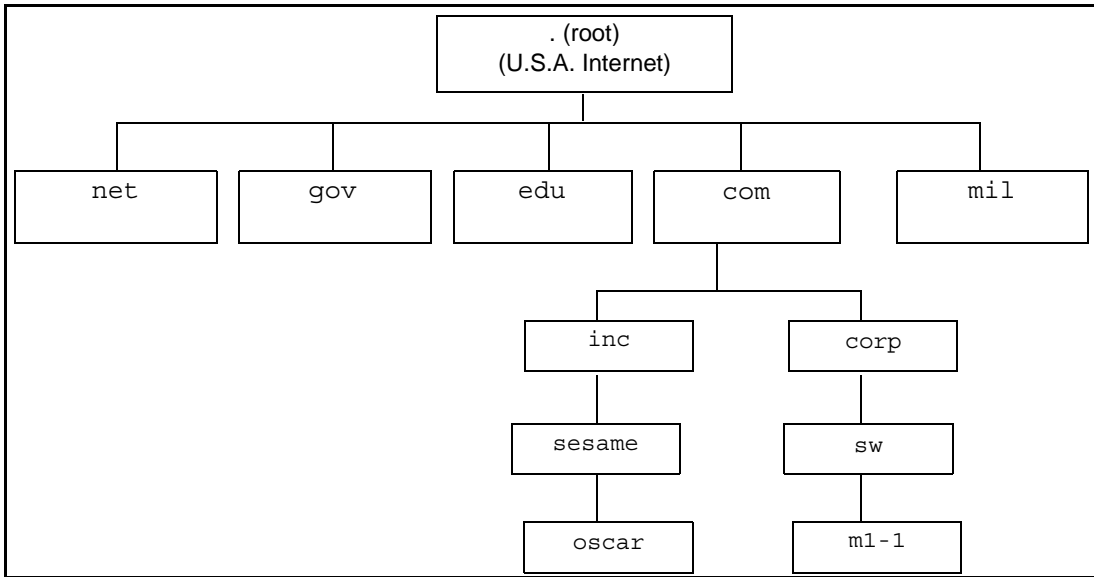 . (root)
(U.S.A. Internet)
net gov edu com mil
inc corp
sesame sw
oscar m1-1